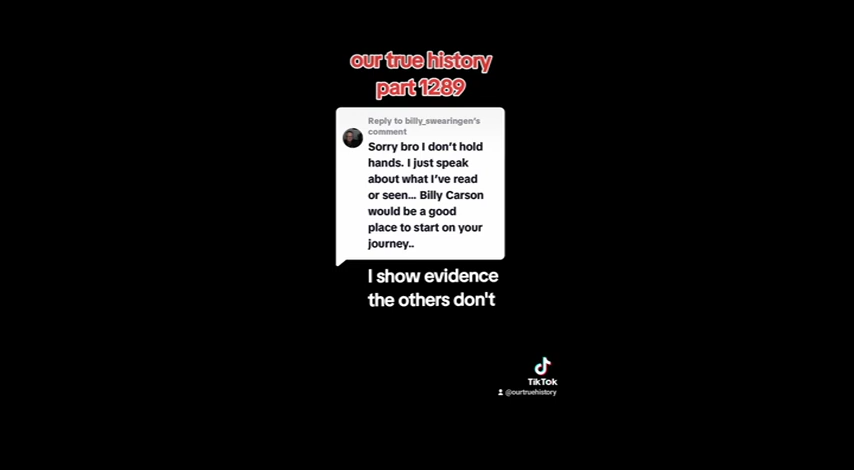 our true history
part 1289
Reply to billy_swearingen's
comment
Sorry bro I don't hold
hands. I just speak
about what I've read
or seen... Billy Carson
would be a good
place to start on your
journey..
I show evidence
the others don't
TikTok
@ourtruehistory